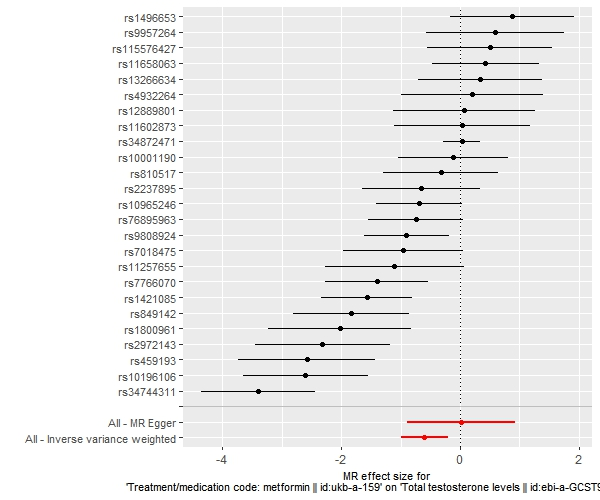 rs1496653
rs9957264
rs115576427
rs11658063
rs13266634
rs4932264
rs12889801
rs11602873
rs34872471
rs10001190
rs810517
rs2237895
rs10965246
rs76895963
rs9808924
rs7018475
rs11257655
rs7766070
rs1421085
rs849142
rs1800961
rs2972143
rs459193
rs10196106
rs34744311
All - MR Egger
All - Inverse variance weighted
-4 -2 0 2
MR effect size for
'Treatment/medication code: metformin || id:ukb-a-159' on 'Total testosterone levels || id:ebi-a-GCST9